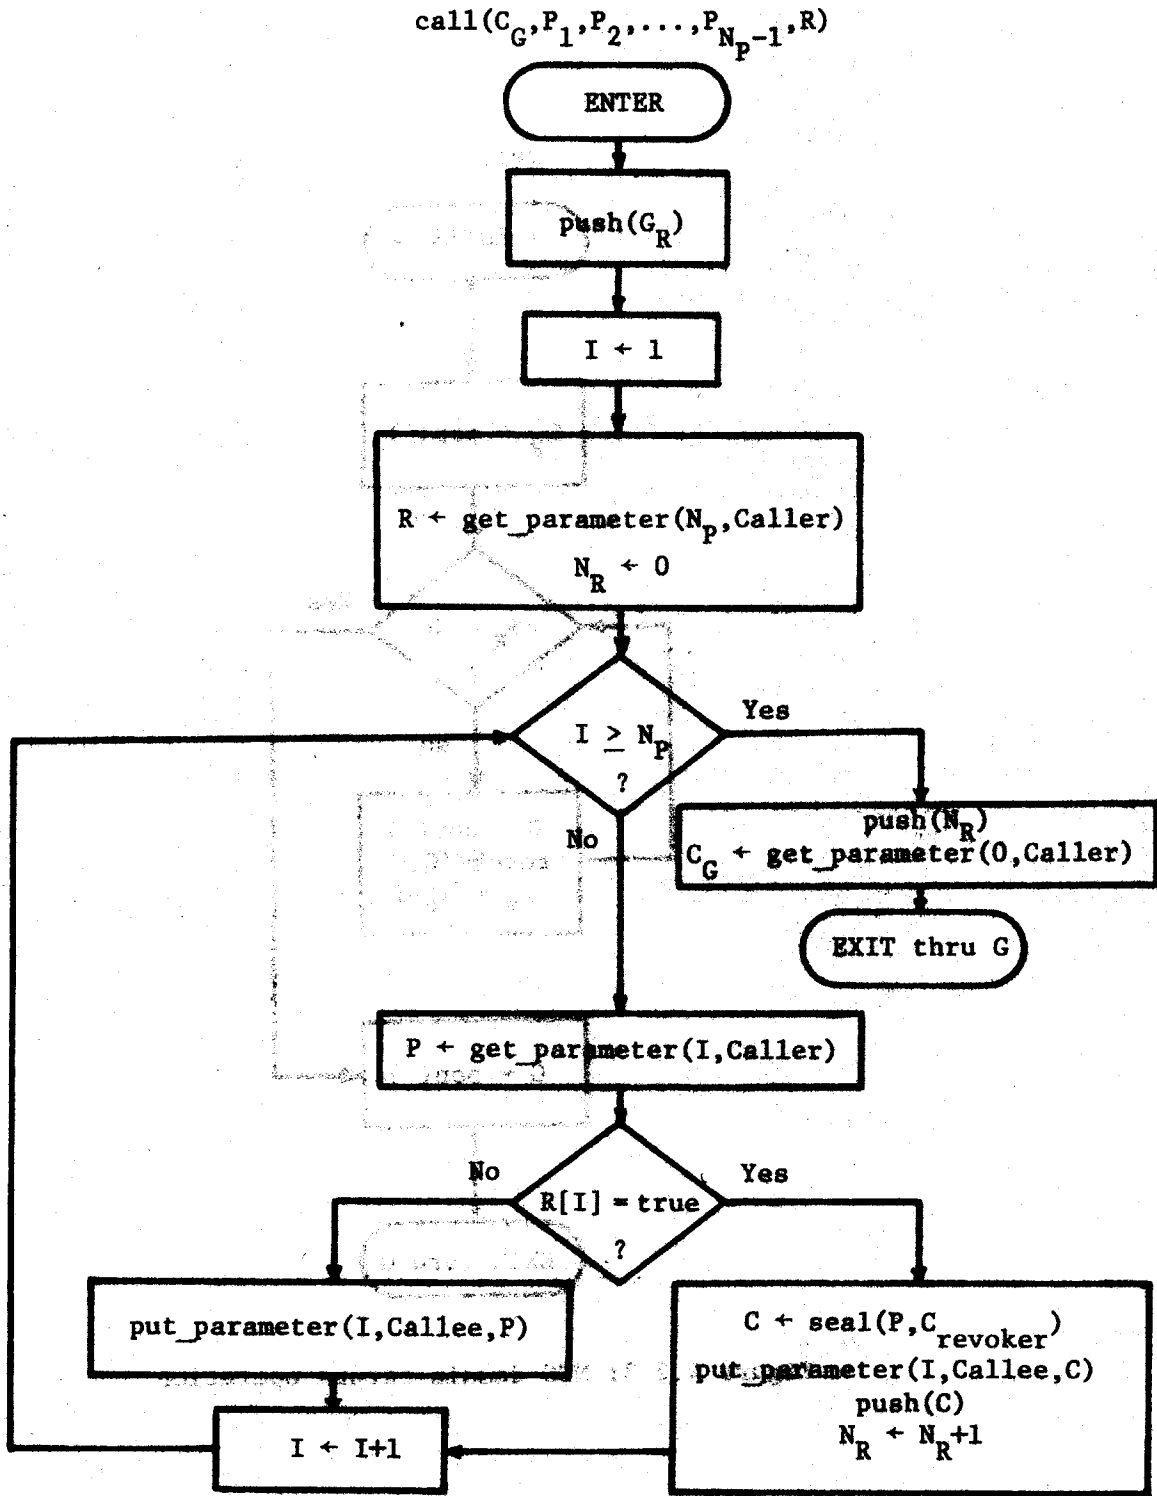 call(C_G,P_1,P_2,...,P_{N_P-1},R)
ENTER
push(G_R)
I ← 1
R ← get_parameter(N_P,Caller)
N_R ← 0
I ≥ N_P
?
Yes
No
push(N_R)
C_G ← get_parameter(0,Caller)
EXIT thru G
P ← get_parameter(I,Caller)
R[I] = true
?
No
Yes
put_parameter(I,Callee,P)
C ← seal(P,C_revoker)
put_parameter(I,Callee,C)
push(C)
N_R ← N_R+1
I ← I+1